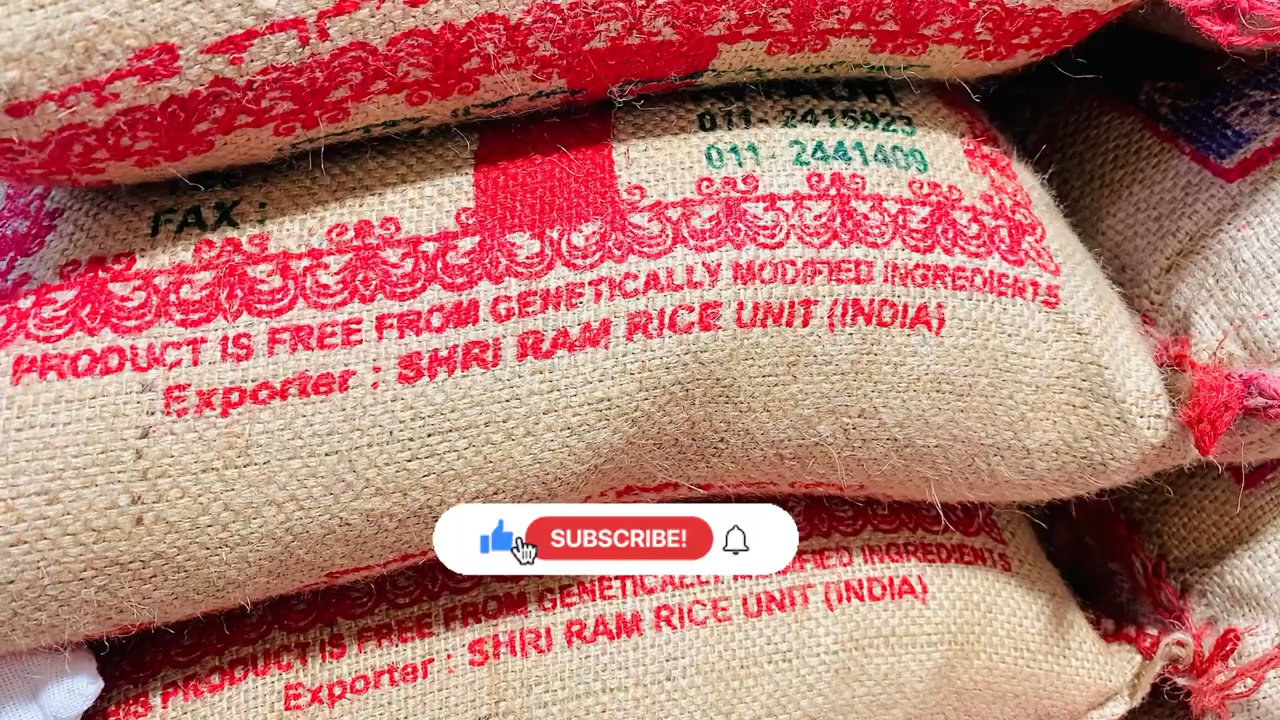 011- 2415923
011- 2441409
FAX :
PRODUCT IS FREE FROM GENETICALLY MODIFIED INGREDIENTS
Exporter : SHRI RAM RICE UNIT (INDIA)
SUBSCRIBE!
PRODUCT IS FREE FROM GENETICALLY MODIFIED INGREDIENTS
Exporter : SHRI RAM RICE UNIT (INDIA)